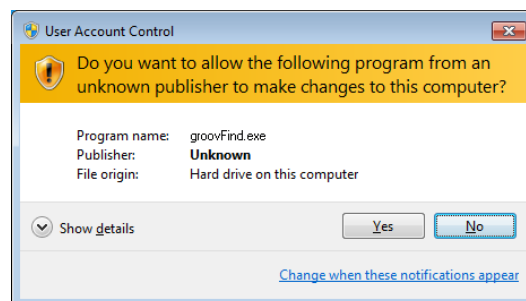 User Account Control
Do you want to allow the following program from an
unknown publisher to make changes to this computer?
Program name: groovFind.exe
Publisher: Unknown
File origin: Hard drive on this computer
Show details Yes No
Change when these notifications appear